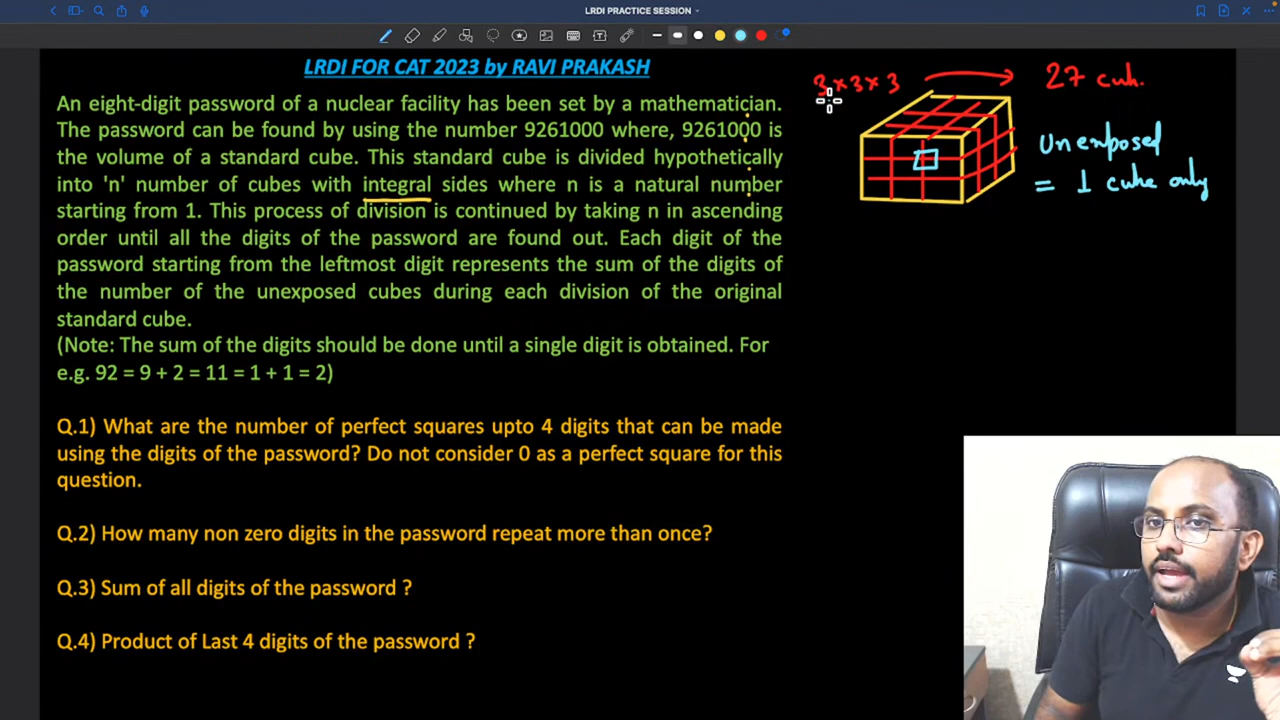 LRDI PRACTICE SESSION
LRDI FOR CAT 2023 by RAVI PRAKASH
An eight-digit password of a nuclear facility has been set by a mathematician.
The password can be found by using the number 9261000 where, 9261000 is
the volume of a standard cube. This standard cube is divided hypothetically
into 'n' number of cubes with integral sides where n is a natural number
starting from 1. This process of division is continued by taking n in ascending
order until all the digits of the password are found out. Each digit of the
password starting from the leftmost digit represents the sum of the digits of
the number of the unexposed cubes during each division of the original
standard cube.
(Note: The sum of the digits should be done until a single digit is obtained. For
e.g. 92 = 9 + 2 = 11 = 1 + 1 = 2)
Q.1) What are the number of perfect squares upto 4 digits that can be made
using the digits of the password? Do not consider 0 as a perfect square for this
question.
Q.2) How many non zero digits in the password repeat more than once?
Q.3) Sum of all digits of the password ?
Q.4) Product of Last 4 digits of the password ?
3 × 3 × 3
27 cub.
Unexposed
= 1 cube only